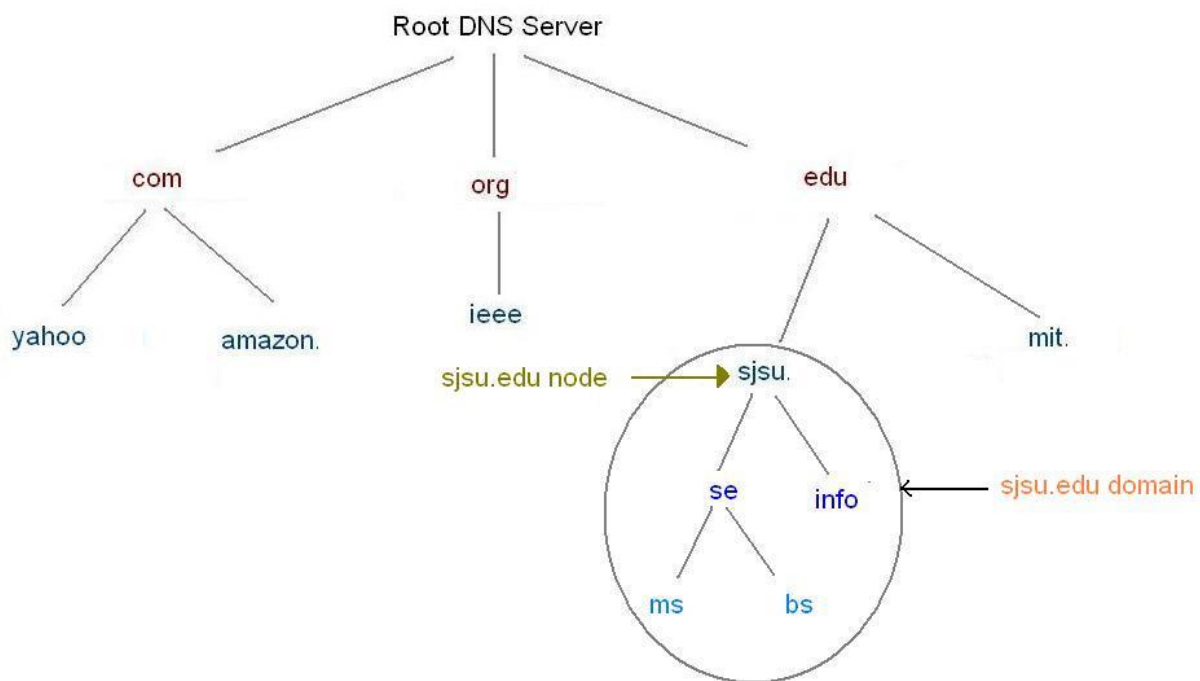 Root DNS Server
com
org
edu
yahoo
amazon.
ieee
mit.
sjsu.edu node
sjsu.
se
info
sjsu.edu domain
ms
bs